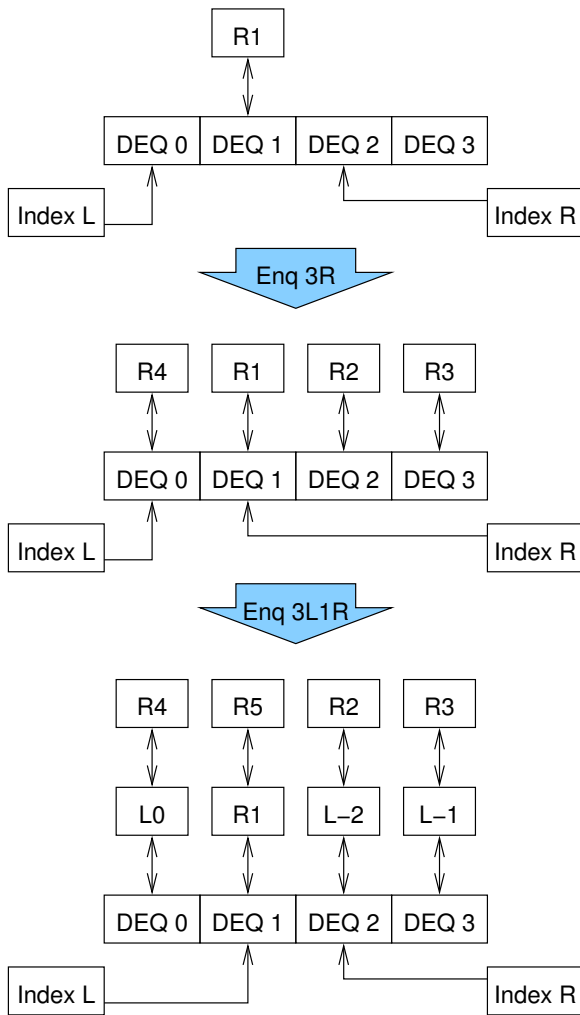 R1
DEQ 0 DEQ 1 DEQ 2 DEQ 3
Index L Index R
Enq 3R
R4 R1 R2 R3
DEQ 0 DEQ 1 DEQ 2 DEQ 3
Index L Index R
Enq 3L1R
R4 R5 R2 R3
L0 R1 L−2 L−1
DEQ 0 DEQ 1 DEQ 2 DEQ 3
Index L Index R